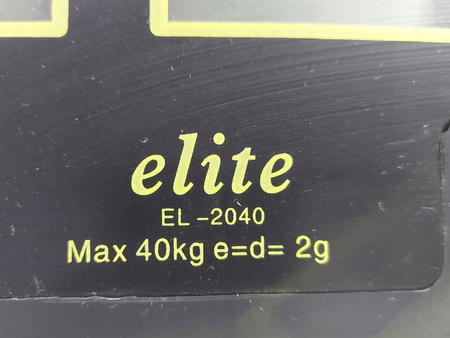 elite
EL -2040
Max 40kg e=d= 2g